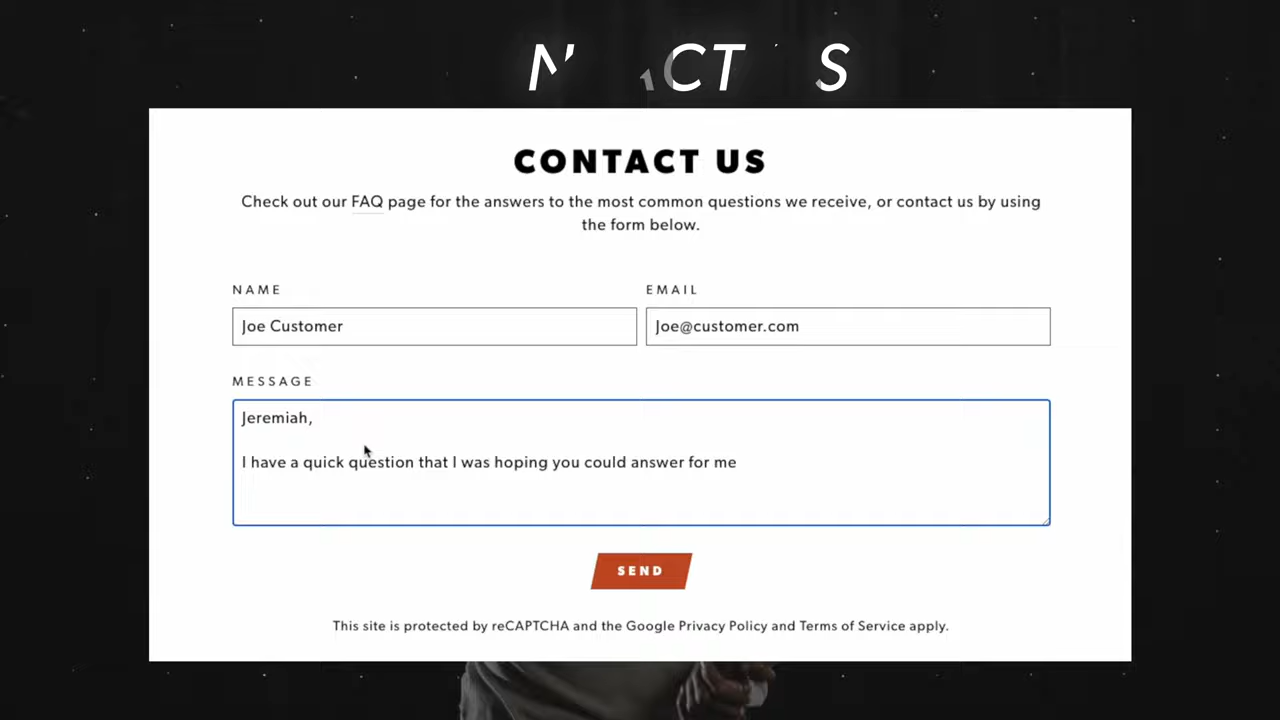 CONTACT US
Check out our FAQ page for the answers to the most common questions we receive, or contact us by using
the form below.
NAME
EMAIL
Joe Customer
Joe@customer.com
MESSAGE
Jeremiah,
I have a quick question that I was hoping you could answer for me
SEND
This site is protected by reCAPTCHA and the Google Privacy Policy and Terms of Service apply.